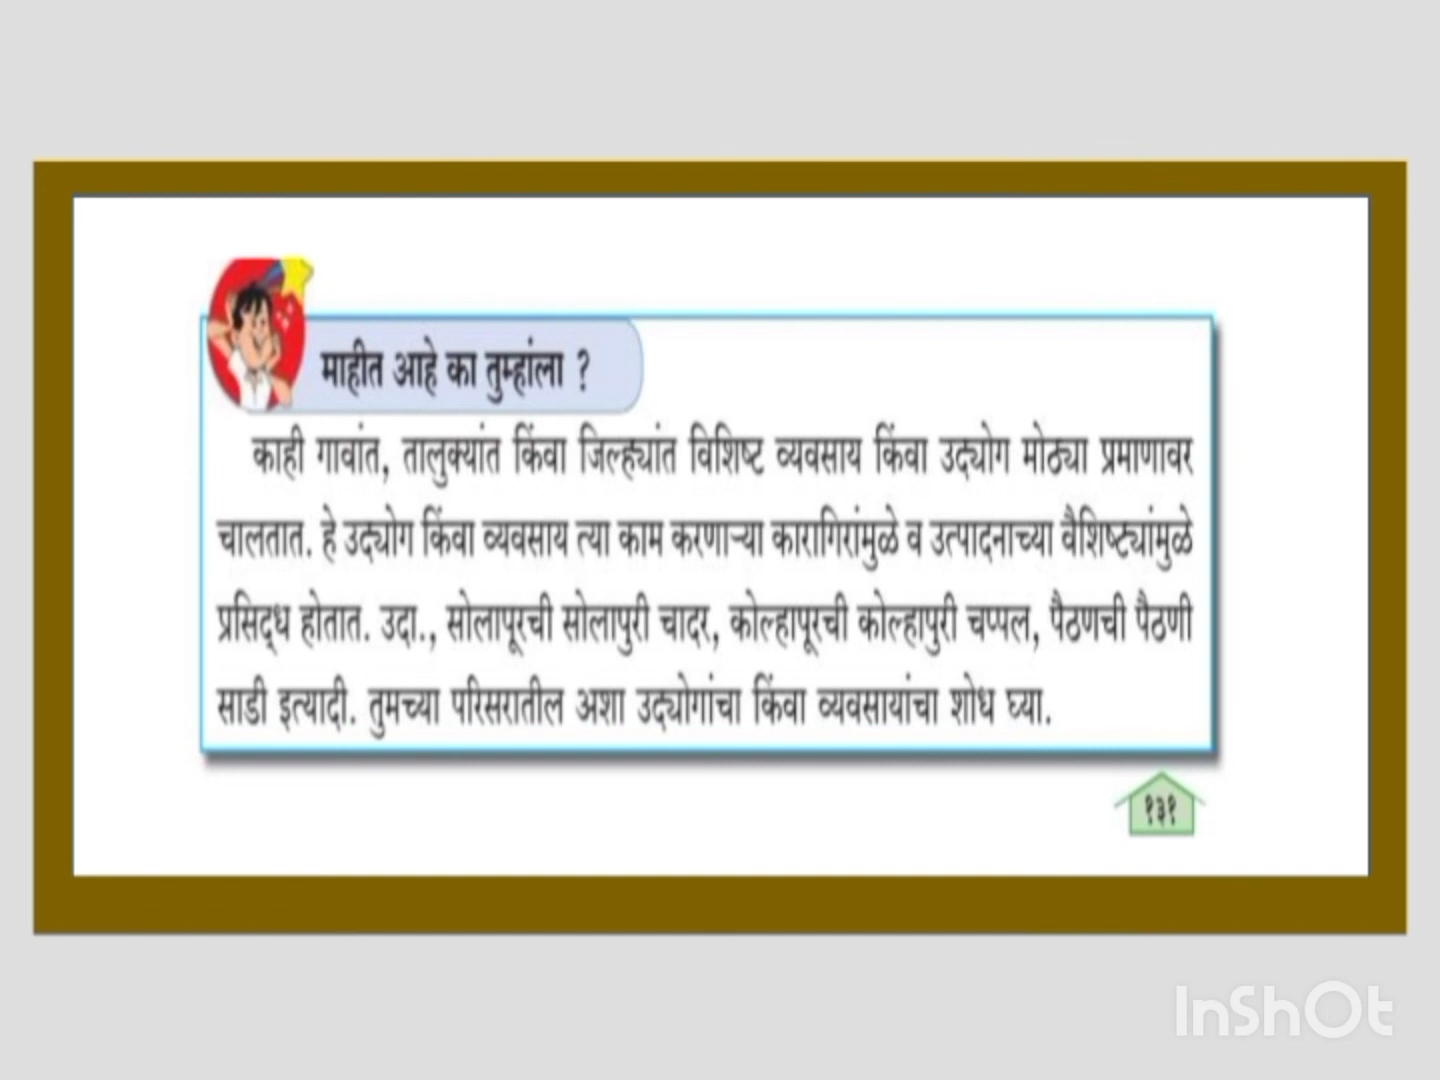 माहीत आहे का तुम्हांला ?
काही गावांत, तालुक्यांत किंवा जिल्ह्यांत विशिष्ट व्यवसाय किंवा उद्योग मोठ्या प्रमाणावर
चालतात. हे उद्योग किंवा व्यवसाय त्या काम करणाऱ्या कारागिरांमुळे व उत्पादनाच्या वैशिष्ट्यांमुळे
प्रसिद्ध होतात. उदा., सोलापूरची सोलापुरी चादर, कोल्हापूरची कोल्हापुरी चप्पल, पैठणची पैठणी
साडी इत्यादी. तुमच्या परिसरातील अशा उद्योगांचा किंवा व्यवसायांचा शोध घ्या.
१३१
InShOt